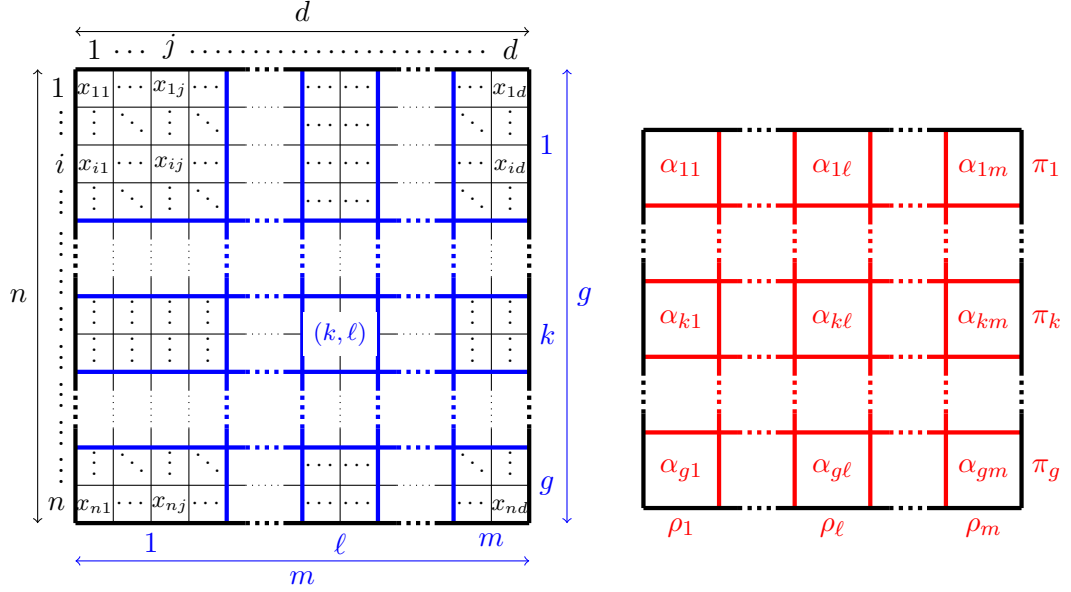 d
1 ⋯ j ⋯⋯⋯⋯⋯⋯⋯⋯ d
1 x₁₁ ⋯ x₁ⱼ ⋯ ⋯ ⋯ ⋯ x₁d
⋮ ⋮ ⋱ ⋮ ⋱ ⋯ ⋯ ⋱ ⋮ 1
i xᵢ₁ ⋯ xᵢⱼ ⋯ ⋯ ⋯ ⋯ xᵢd
⋮ ⋮ ⋱ ⋮ ⋱ ⋯ ⋯ ⋱ ⋮
n g
⋮ ⋮ ⋮ ⋮ (k, ℓ) ⋮ ⋮ k
⋮ ⋱ ⋮ ⋱ ⋯ ⋯ ⋱ ⋮ g
n xₙ₁ ⋯ xₙⱼ ⋯ ⋯ ⋯ ⋯ xₙd
1 ℓ m
m
α₁₁ α₁ℓ α₁ₘ π₁
αₖ₁ αₖℓ αₖₘ πₖ
αg₁ αgℓ αgₘ πg
ρ₁ ρℓ ρₘ